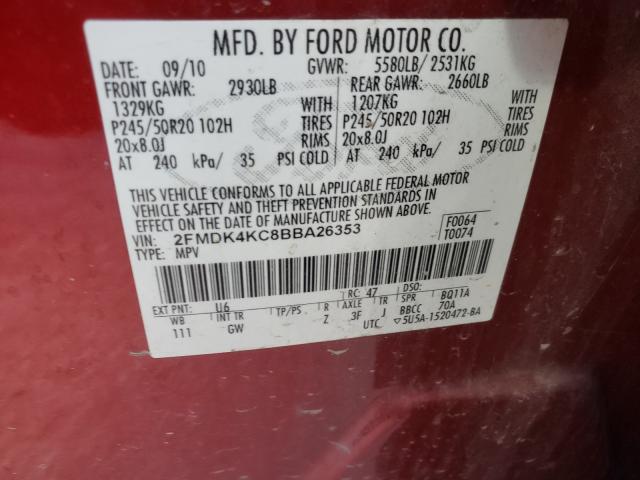 MFD. BY FORD MOTOR CO.
DATE: 09/10 GVWR: 5580LB/ 2531KG
FRONT GAWR: 2930LB REAR GAWR: 2660LB
1329KG WITH 1207KG WITH
P245/50R20 102H TIRES P245/50R20 102H TIRES
20x8.0J RIMS 20x8.0J RIMS
AT 240 kPa/ 35 PSI COLD AT 240 kPa/ 35 PSI COLD
THIS VEHICLE CONFORMS TO ALL APPLICABLE FEDERAL MOTOR
VEHICLE SAFETY AND THEFT PREVENTION STANDARDS IN
EFFECT ON THE DATE OF MANUFACTURE SHOWN ABOVE.
VIN: 2FMDK4KC8BBA26353 F0064
TYPE: MPV T0074
EXT PNT: U6 RC: 47 DSO:
WB INT TR TP/PS R AXLE TR SPR BQ11A
111 GW Z 3F J BBCC 70A
UTC ▽5U5A-1520472-BA